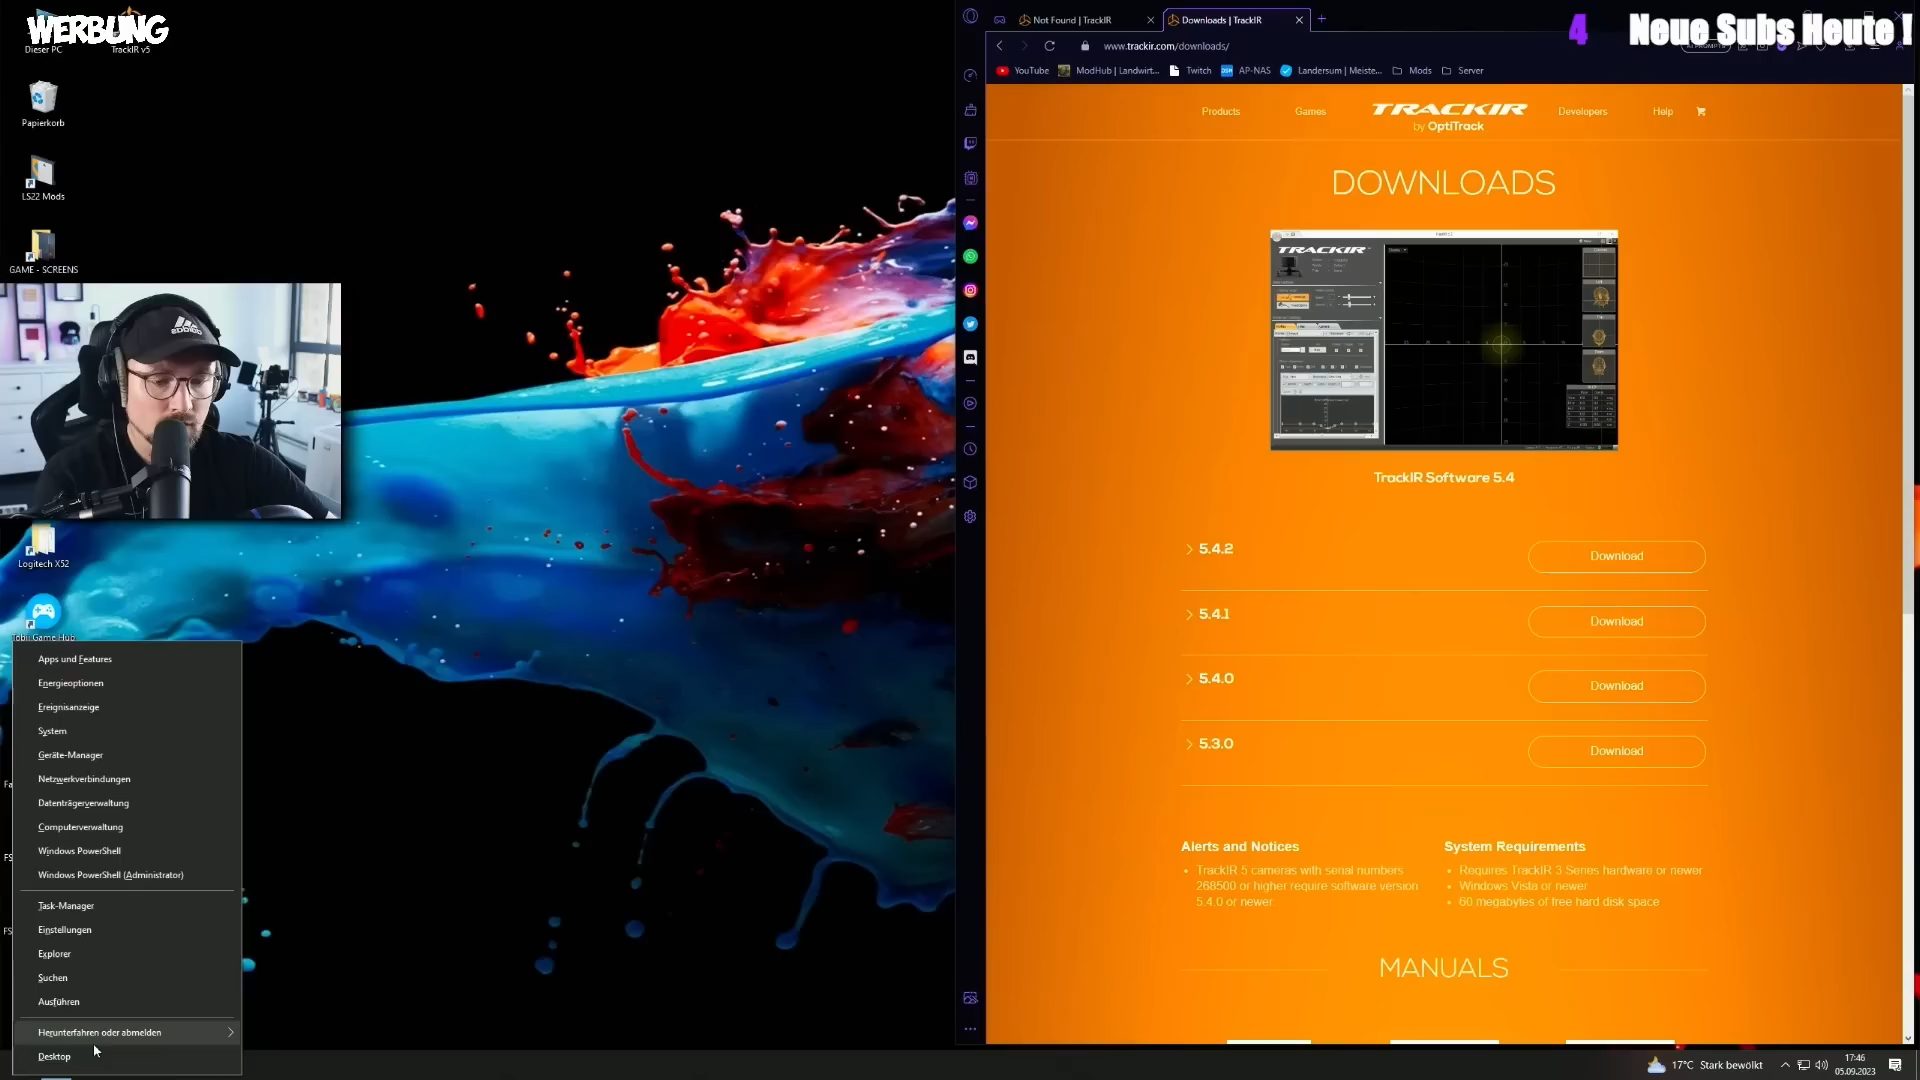 WERBUNG
Dieser PC
TrackIR v5
Papierkorb
LS22 Mods
GAME - SCREENS
adidas
Logitech X52
Tobii Game Hub
Apps und Features
Energieoptionen
Ereignisanzeige
System
Geräte-Manager
Netzwerkverbindungen
Datenträgerverwaltung
Computerverwaltung
Windows PowerShell
Windows PowerShell (Administrator)
Task-Manager
Einstellungen
Explorer
Suchen
Ausführen
Herunterfahren oder abmelden
Desktop
Not Found | TrackIR
Downloads | TrackIR
4 Neue Subs Heute !
www.trackir.com/downloads/
YouTube
ModHub | Landwirt...
Twitch
AP-NAS
Landersum | Meiste...
Mods
Server
Products
Games
TRACKIR
by OptiTrack
Developers
Help
DOWNLOADS
TRACKIR
TrackIR Software 5.4
5.4.2
Download
5.4.1
Download
5.4.0
Download
5.3.0
Download
Alerts and Notices
TrackIR 5 cameras with serial numbers
268500 or higher require software version
5.4.0 or newer
System Requirements
Requires TrackIR 3 Series hardware or newer
Windows Vista or newer
60 megabytes of free hard disk space
MANUALS
17°C Stark bewölkt
17:46
05.09.2023